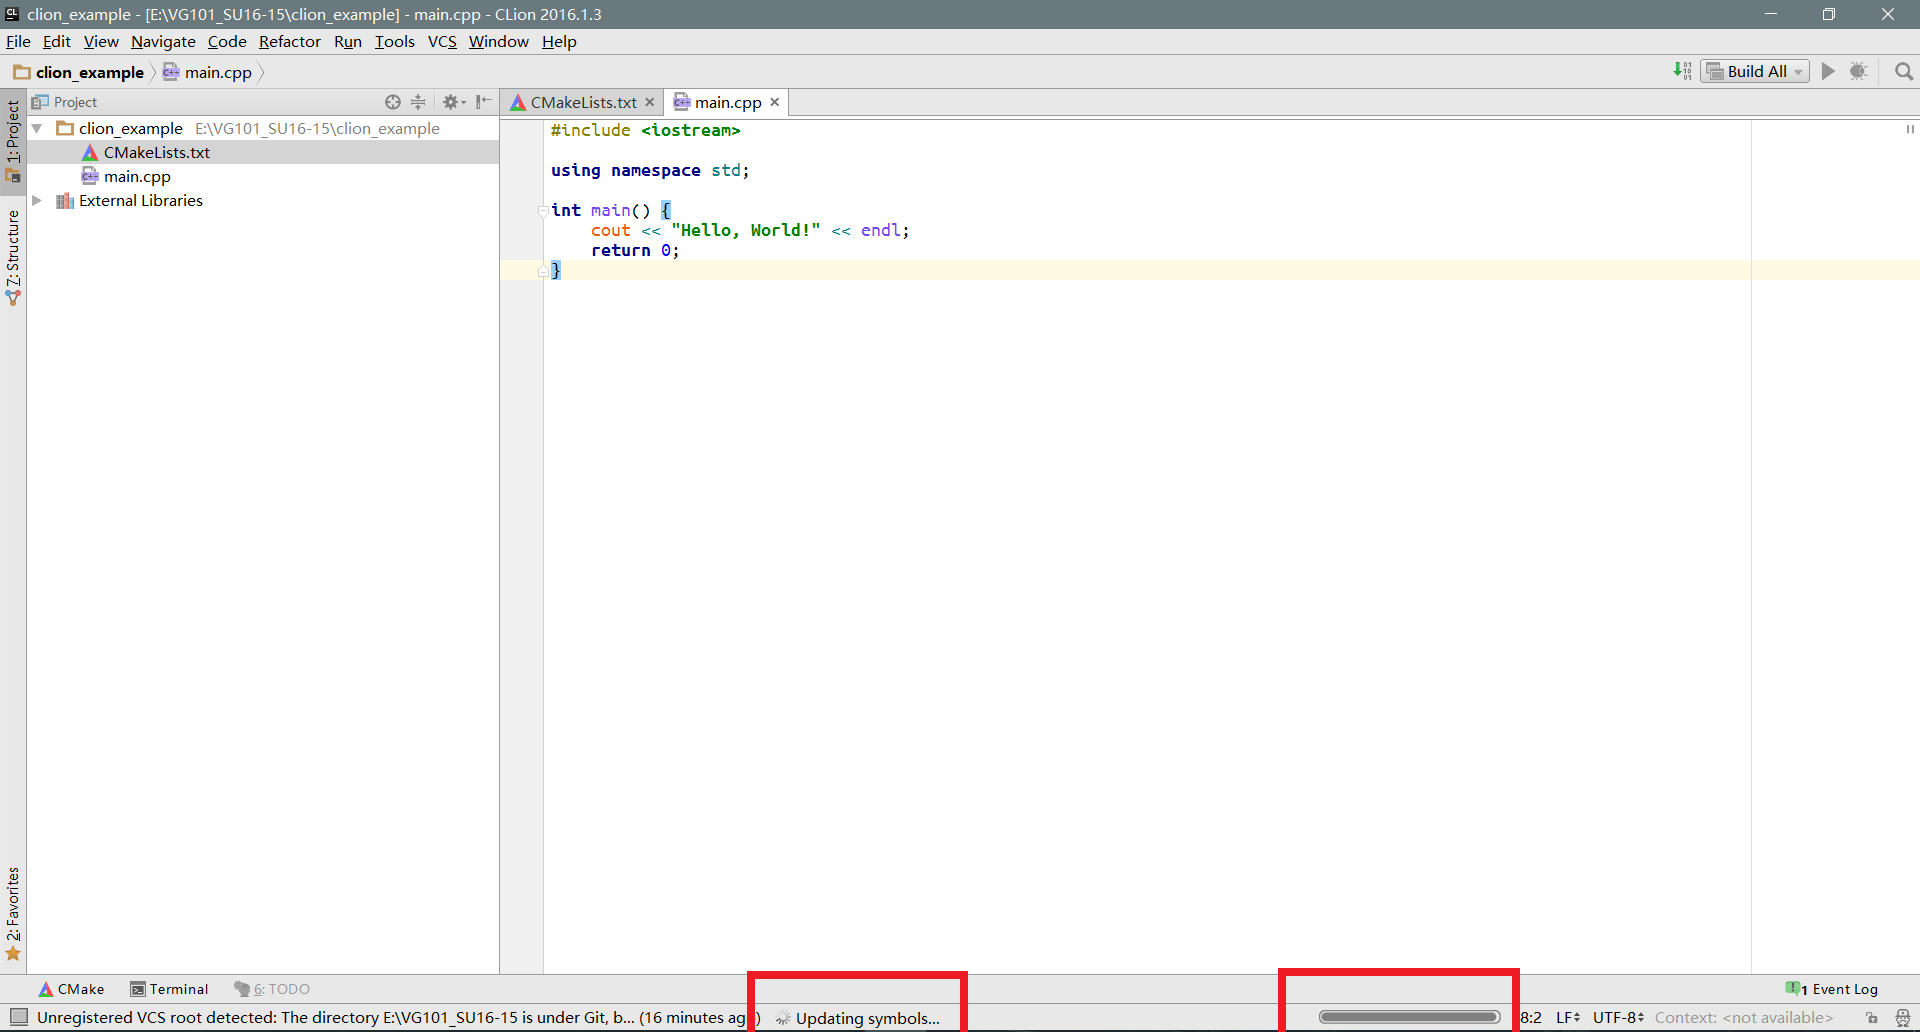 clion_example - [E:\VG101_SU16-15\clion_example] - main.cpp - CLion 2016.1.3
File Edit View Navigate Code Refactor Run Tools VCS Window Help
clion_example main.cpp Build All
Project CMakeLists.txt main.cpp
1: Project
clion_example E:\VG101_SU16-15\clion_example
CMakeLists.txt
main.cpp
External Libraries
7: Structure
#include <iostream>
using namespace std;
int main() {
cout << "Hello, World!" << endl;
return 0;
}
2: Favorites
CMake Terminal 6: TODO 1 Event Log
Unregistered VCS root detected: The directory E:\VG101_SU16-15 is under Git, b... (16 minutes ag ) Updating symbols... 8:2 LF UTF-8 Context: <not available>